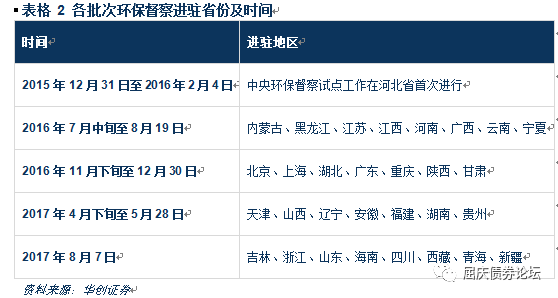 表格 2 各批次环保督察进驻省份及时间
时间 进驻地区
2015 年 12 月 31 日至 2016 年 2 月 4 日 中央环保督察试点工作在河北省首次进行
2016 年 7 月中旬至 8 月 19 日 内蒙古、黑龙江、江苏、江西、河南、广西、云南、宁夏
2016 年 11 月下旬至 12 月 30 日 北京、上海、湖北、广东、重庆、陕西、甘肃
2017 年 4 月下旬至 5 月 28 日 天津、山西、辽宁、安徽、福建、湖南、贵州
2017 年 8 月 7 日 吉林、浙江、山东、海南、四川、西藏、青海、新疆
资料来源：华创证券
屈庆债券论坛